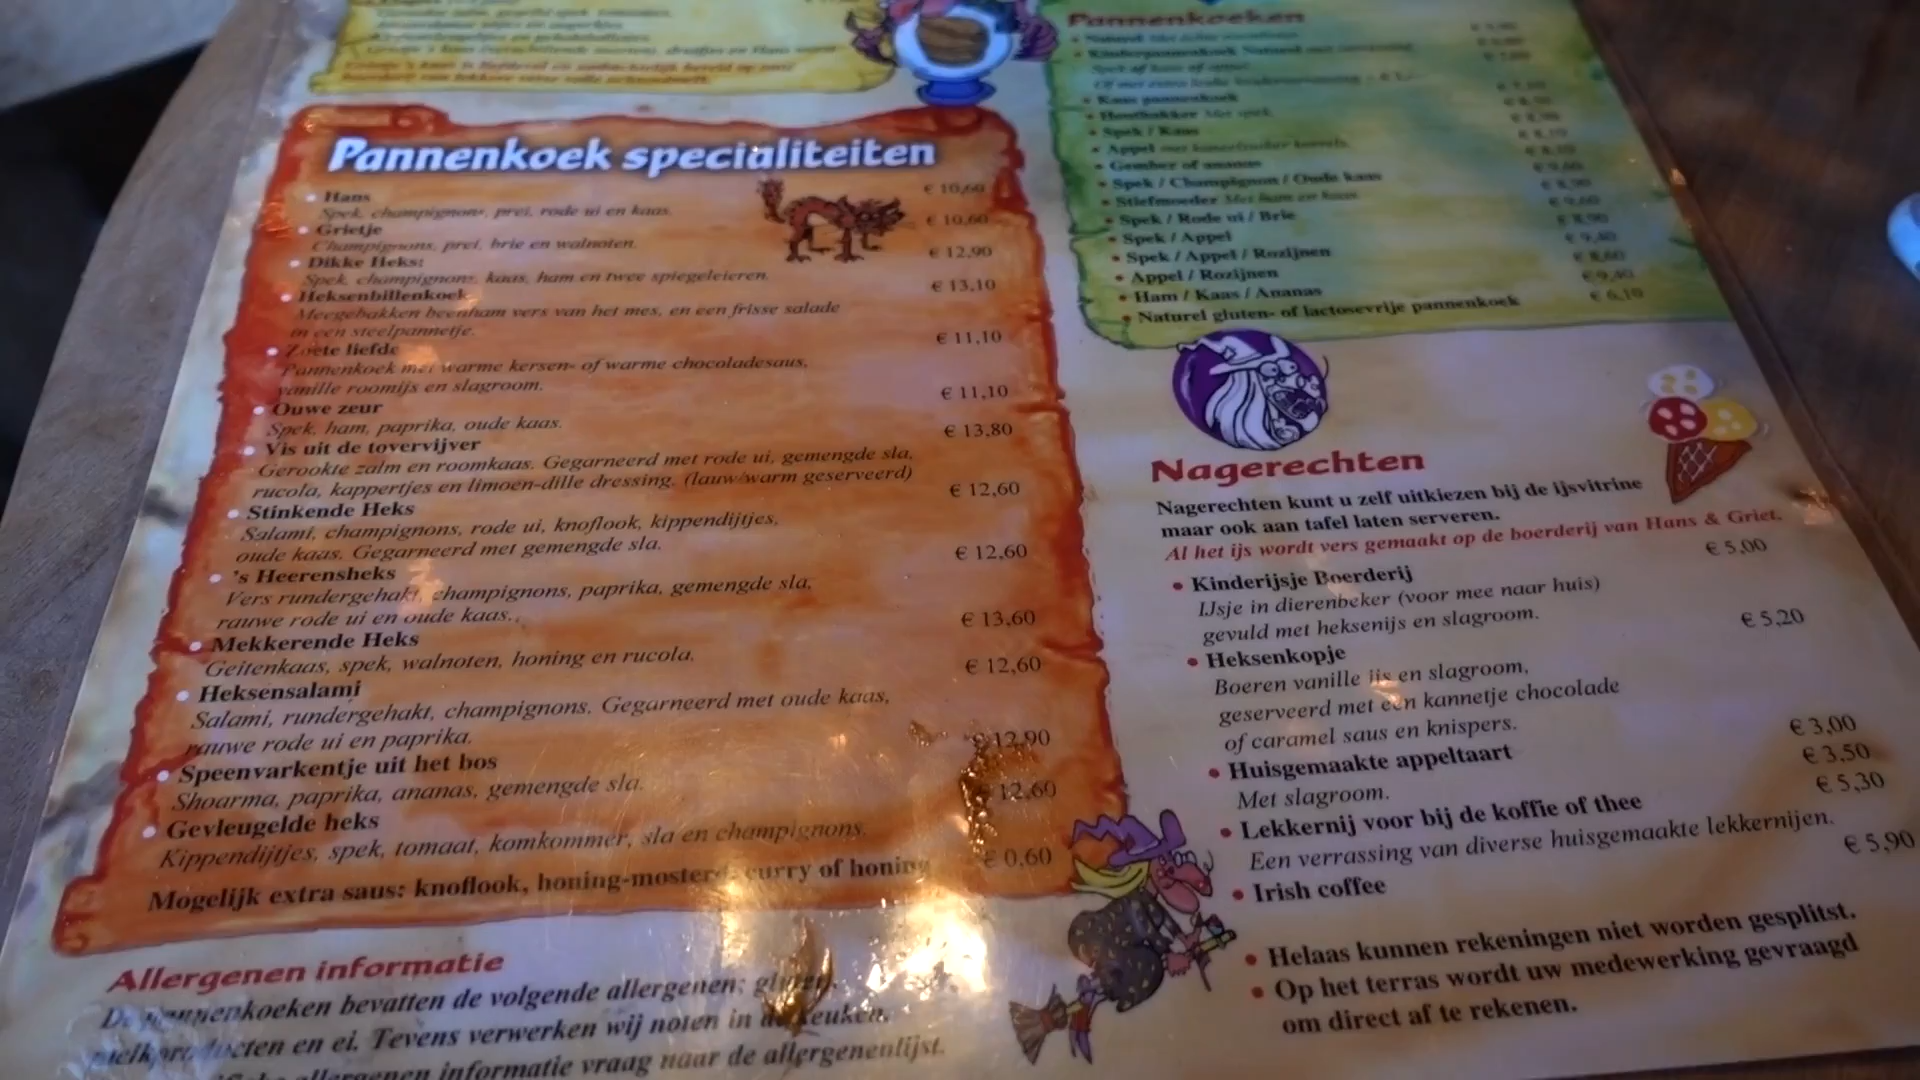 Pannenkoek specialiteiten
• Hans € 10,60
Spek, champignons, prei, rode ui en kaas.
• Grietje € 10,60
Champignons, prei, brie en walnoten.
• Dikke Heks: € 12,90
Spek, champignons, kaas, ham en twee spiegeleieren.
• Heksenbillenkoek € 13,10
Meegebakken beenham vers van het mes, en een frisse salade
in een steelpannetje.
• Zoete liefde € 11,10
Pannenkoek met warme kersen- of warme chocoladesaus,
vanille roomijs en slagroom.
• Ouwe zeur € 11,10
Spek, ham, paprika, oude kaas.
• Vis uit de tovervijver € 13,80
Gerookte zalm en roomkaas. Gegarneerd met rode ui, gemengde sla,
rucola, kappertjes en limoen-dille dressing. (lauw/warm geserveerd)
• Stinkende Heks € 12,60
Salami, champignons, rode ui, knoflook, kippendijtjes,
oude kaas. Gegarneerd met gemengde sla.
• 's Heerensheks € 12,60
Vers rundergehakt, champignons, paprika, gemengde sla,
rauwe rode ui en oude kaas.
• Mekkerende Heks € 13,60
Geitenkaas, spek, walnoten, honing en rucola.
• Heksensalami € 12,60
Salami, rundergehakt, champignons. Gegarneerd met oude kaas,
rauwe rode ui en paprika.
• Speenvarkentje uit het bos € 12,90
Shoarma, paprika, ananas, gemengde sla.
• Gevleugelde heks € 12,60
Kippendijtjes, spek, tomaat, komkommer, sla en champignons.
Mogelijk extra saus: knoflook, honing-mosterd, curry of honing € 0,60
Allergenen informatie
De pannenkoeken bevatten de volgende allergenen; gluten,
melkproducten en ei. Tevens verwerken wij noten in de keuken.
allergenen informatie vraag naar de allergenenlijst.
Pannenkoeken
• Kaas pannenkoek
• Houthakker Met spek
• Spek / Kaas
• Appel
• Gember of ananas
• Spek / Champignon / Oude kaas
• Stiefmoeder Met ham en kaas
• Spek / Rode ui / Brie
• Spek / Appel
• Spek / Appel / Rozijnen
• Appel / Rozijnen
• Ham / Kaas / Ananas € 9,40
• Naturel gluten- of lactosevrije pannenkoek € 6,10
Nagerechten
Nagerechten kunt u zelf uitkiezen bij de ijsvitrine
maar ook aan tafel laten serveren.
Al het ijs wordt vers gemaakt op de boerderij van Hans & Griet.
• Kinderijsje Boerderij € 5,00
IJsje in dierenbeker (voor mee naar huis)
gevuld met heksenijs en slagroom.
• Heksenkopje € 5,20
Boeren vanille ijs en slagroom,
geserveerd met een kannetje chocolade
of caramel saus en knispers.
• Huisgemaakte appeltaart € 3,00
Met slagroom. € 3,50
• Lekkernij voor bij de koffie of thee € 5,30
Een verrassing van diverse huisgemaakte lekkernijen.
• Irish coffee € 5,90
• Helaas kunnen rekeningen niet worden gesplitst.
• Op het terras wordt uw medewerking gevraagd
om direct af te rekenen.